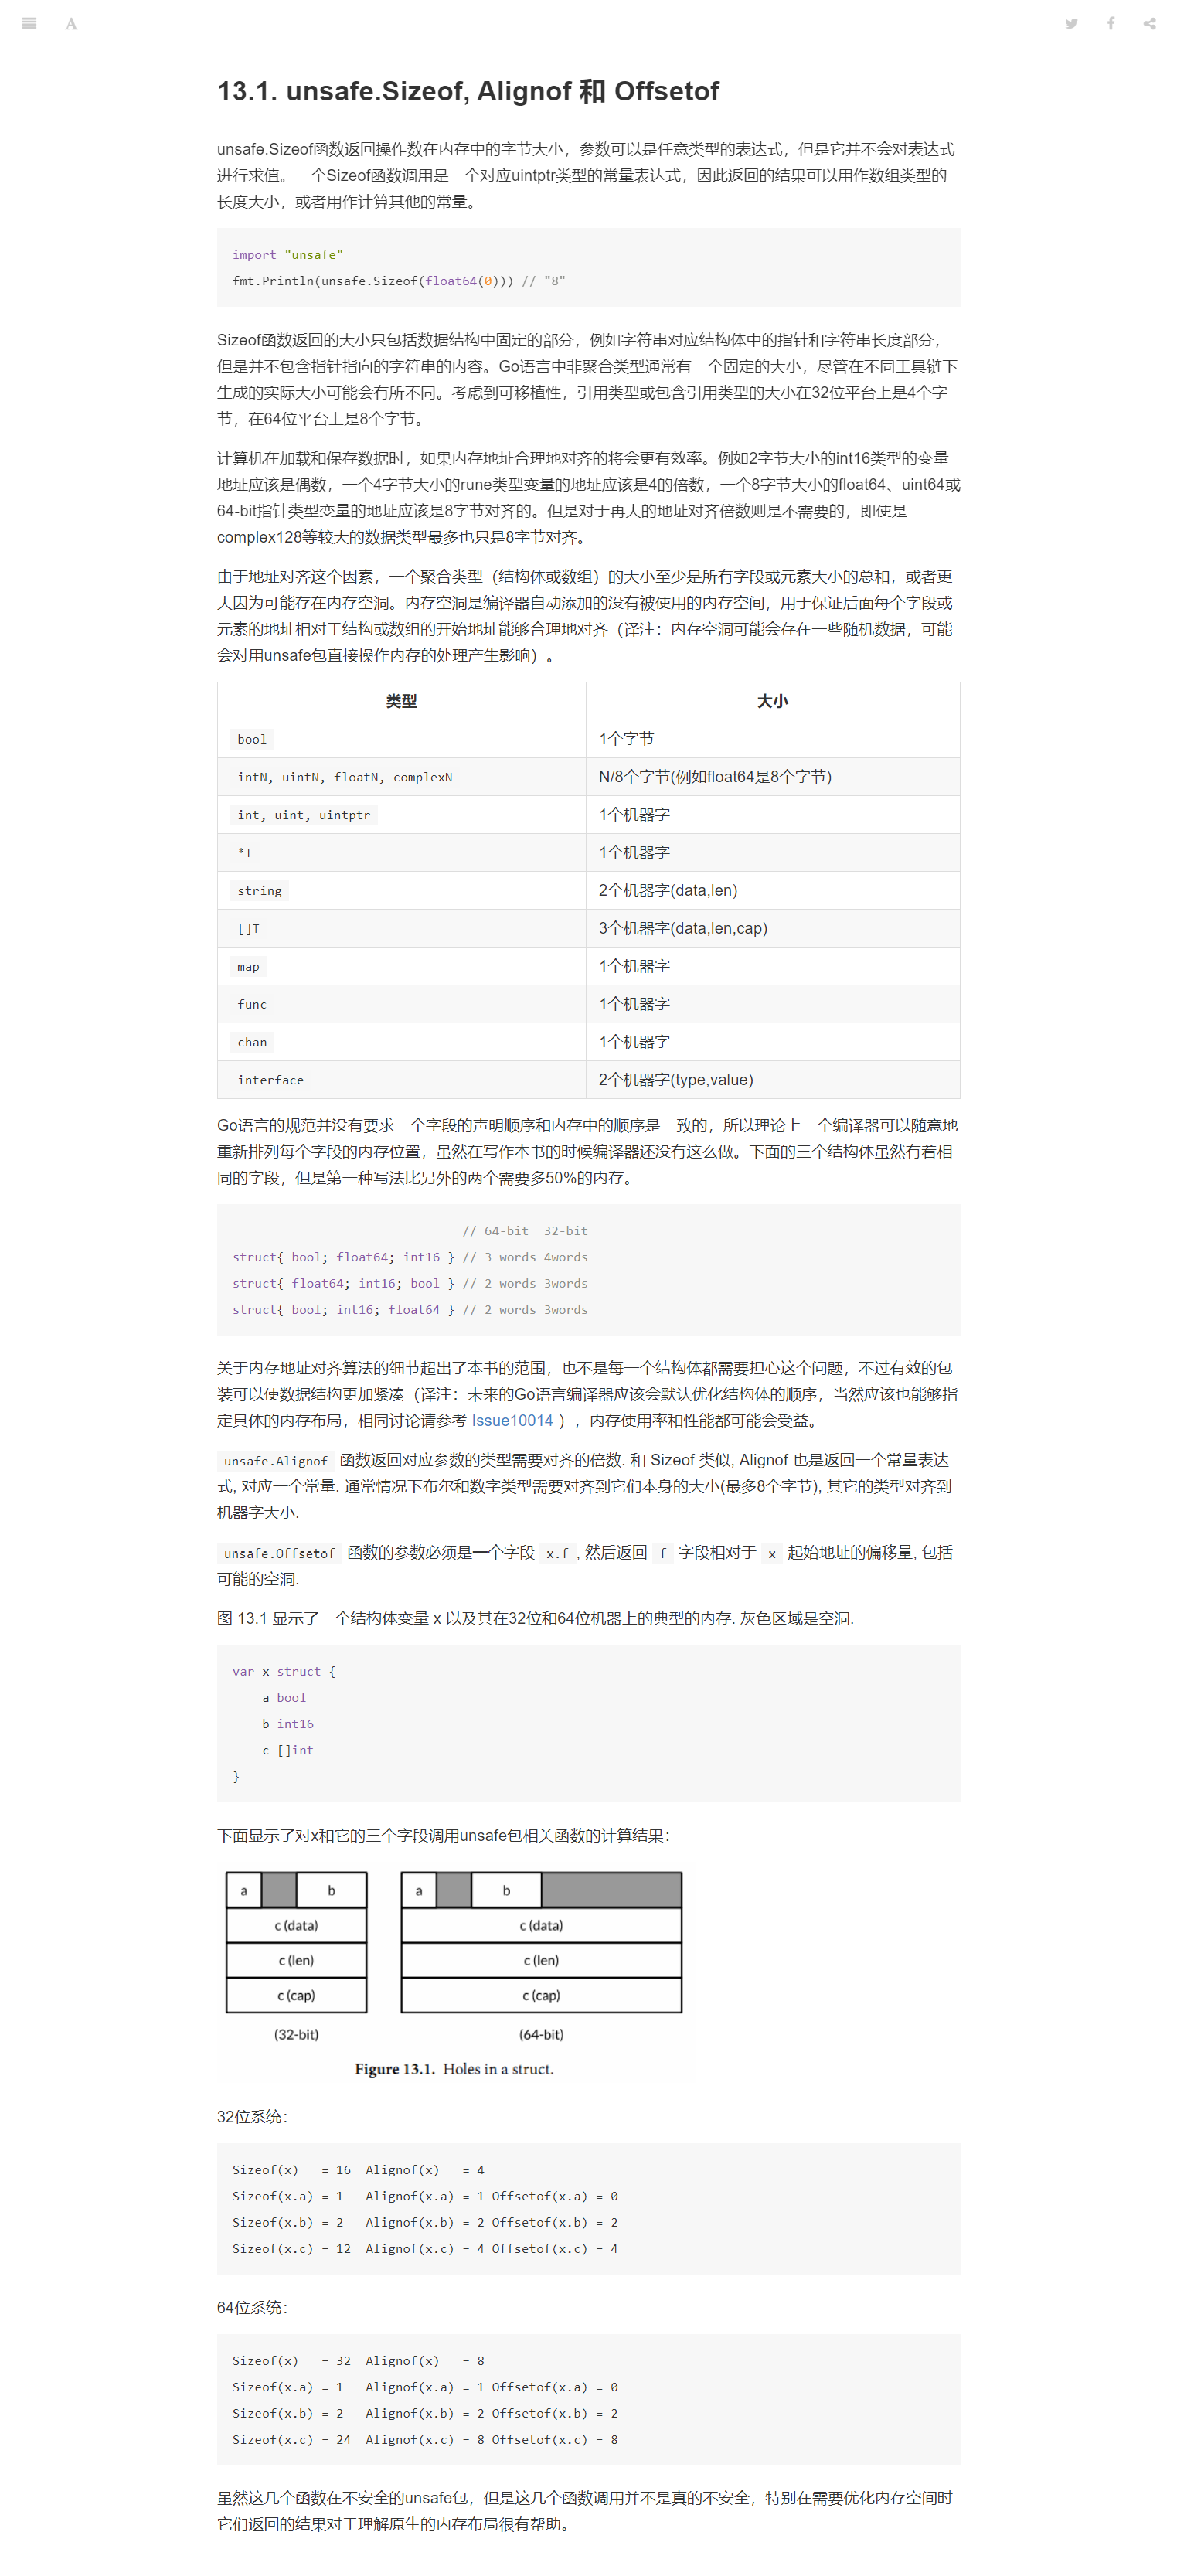 13.1. unsafe.Sizeof, Alignof 和 Offsetof
unsafe.Sizeof函数返回操作数在内存中的字节大小，参数可以是任意类型的表达式，但是它并不会对表达式
进行求值。一个Sizeof函数调用是一个对应uintptr类型的常量表达式，因此返回的结果可以用作数组类型的
长度大小，或者用作计算其他的常量。
import "unsafe"
fmt.Println(unsafe.Sizeof(float64(0))) // "8"
Sizeof函数返回的大小只包括数据结构中固定的部分，例如字符串对应结构体中的指针和字符串长度部分，
但是并不包含指针指向的字符串的内容。Go语言中非聚合类型通常有一个固定的大小，尽管在不同工具链下
生成的实际大小可能会有所不同。考虑到可移植性，引用类型或包含引用类型的大小在32位平台上是4个字
节，在64位平台上是8个字节。
计算机在加载和保存数据时，如果内存地址合理地对齐的将会更有效率。例如2字节大小的int16类型的变量
地址应该是偶数，一个4字节大小的rune类型变量的地址应该是4的倍数，一个8字节大小的float64、uint64或
64-bit指针类型变量的地址应该是8字节对齐的。但是对于再大的地址对齐倍数则是不需要的，即使是
complex128等较大的数据类型最多也只是8字节对齐。
由于地址对齐这个因素，一个聚合类型（结构体或数组）的大小至少是所有字段或元素大小的总和，或者更
大因为可能存在内存空洞。内存空洞是编译器自动添加的没有被使用的内存空间，用于保证后面每个字段或
元素的地址相对于结构或数组的开始地址能够合理地对齐（译注：内存空洞可能会存在一些随机数据，可能
会对用unsafe包直接操作内存的处理产生影响）。
类型 大小
bool 1个字节
intN, uintN, floatN, complexN N/8个字节(例如float64是8个字节)
int, uint, uintptr 1个机器字
*T 1个机器字
string 2个机器字(data,len)
[]T 3个机器字(data,len,cap)
map 1个机器字
func 1个机器字
chan 1个机器字
interface 2个机器字(type,value)
Go语言的规范并没有要求一个字段的声明顺序和内存中的顺序是一致的，所以理论上一个编译器可以随意地
重新排列每个字段的内存位置，虽然在写作本书的时候编译器还没有这么做。下面的三个结构体虽然有着相
同的字段，但是第一种写法比另外的两个需要多50%的内存。
// 64-bit  32-bit
struct{ bool; float64; int16 } // 3 words 4words
struct{ float64; int16; bool } // 2 words 3words
struct{ bool; int16; float64 } // 2 words 3words
关于内存地址对齐算法的细节超出了本书的范围，也不是每一个结构体都需要担心这个问题，不过有效的包
装可以使数据结构更加紧凑（译注：未来的Go语言编译器应该会默认优化结构体的顺序，当然应该也能够指
定具体的内存布局，相同讨论请参考 Issue10014 ），内存使用率和性能都可能会受益。
unsafe.Alignof 函数返回对应参数的类型需要对齐的倍数. 和 Sizeof 类似, Alignof 也是返回一个常量表达
式, 对应一个常量. 通常情况下布尔和数字类型需要对齐到它们本身的大小(最多8个字节), 其它的类型对齐到
机器字大小.
unsafe.Offsetof 函数的参数必须是一个字段 x.f, 然后返回 f 字段相对于 x 起始地址的偏移量, 包括
可能的空洞.
图 13.1 显示了一个结构体变量 x 以及其在32位和64位机器上的典型的内存. 灰色区域是空洞.
var x struct {
    a bool
    b int16
    c []int
}
下面显示了对x和它的三个字段调用unsafe包相关函数的计算结果：
a b a b
c (data) c (data)
c (len) c (len)
c (cap) c (cap)
(32-bit) (64-bit)
Figure 13.1. Holes in a struct.
32位系统：
Sizeof(x)   = 16  Alignof(x)   = 4
Sizeof(x.a) = 1   Alignof(x.a) = 1 Offsetof(x.a) = 0
Sizeof(x.b) = 2   Alignof(x.b) = 2 Offsetof(x.b) = 2
Sizeof(x.c) = 12  Alignof(x.c) = 4 Offsetof(x.c) = 4
64位系统：
Sizeof(x)   = 32  Alignof(x)   = 8
Sizeof(x.a) = 1   Alignof(x.a) = 1 Offsetof(x.a) = 0
Sizeof(x.b) = 2   Alignof(x.b) = 2 Offsetof(x.b) = 2
Sizeof(x.c) = 24  Alignof(x.c) = 8 Offsetof(x.c) = 8
虽然这几个函数在不安全的unsafe包，但是这几个函数调用并不是真的不安全，特别在需要优化内存空间时
它们返回的结果对于理解原生的内存布局很有帮助。